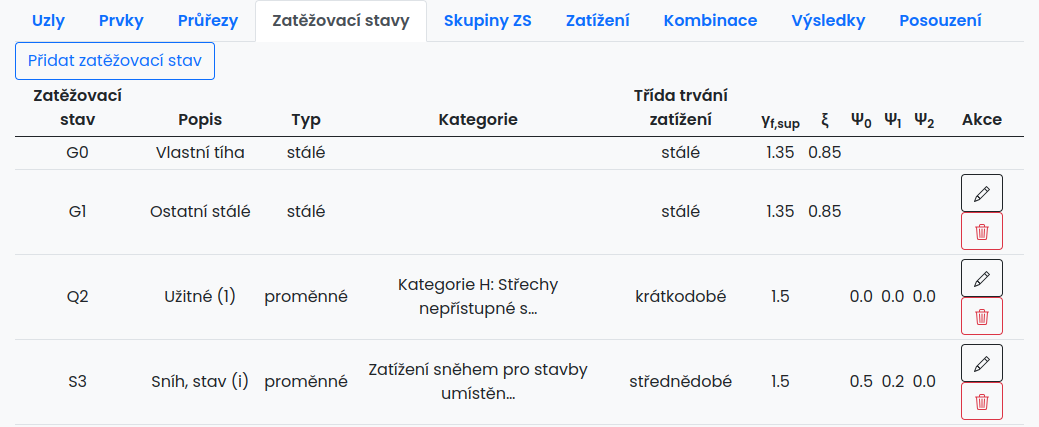 Uzly Prvky Průřezy Zatěžovací stavy Skupiny ZS Zatížení Kombinace Výsledky Posouzení
Přidat zatěžovací stav
Zatěžovací stav Popis Typ Kategorie Třída trvání zatížení γf,sup ξ Ψ0 Ψ1 Ψ2 Akce
G0 Vlastní tíha stálé stálé 1.35 0.85
G1 Ostatní stálé stálé stálé 1.35 0.85
Q2 Užitné (1) proměnné Kategorie H: Střechy nepřístupné s... krátkodobé 1.5 0.0 0.0 0.0
S3 Sníh, stav (i) proměnné Zatížení sněhem pro stavby umístěn... střednědobé 1.5 0.5 0.2 0.0